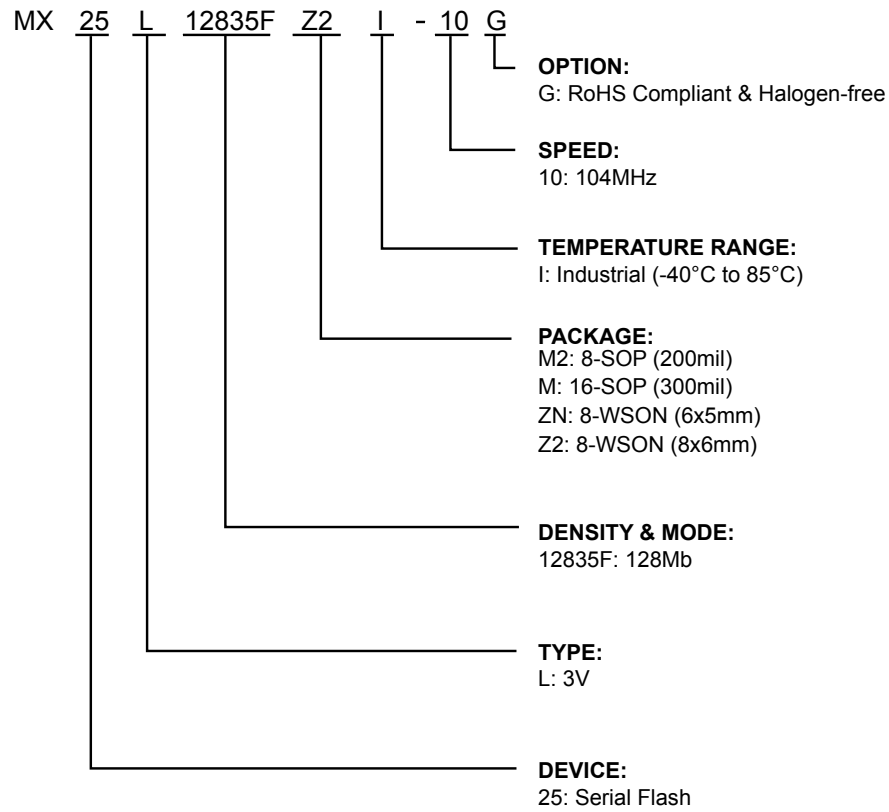 MX 25 L 12835F Z2 I - 10 G
OPTION:
G: RoHS Compliant & Halogen-free
SPEED:
10: 104MHz
TEMPERATURE RANGE:
I: Industrial (-40°C to 85°C)
PACKAGE:
M2: 8-SOP (200mil)
M: 16-SOP (300mil)
ZN: 8-WSON (6x5mm)
Z2: 8-WSON (8x6mm)
DENSITY & MODE:
12835F: 128Mb
TYPE:
L: 3V
DEVICE:
25: Serial Flash